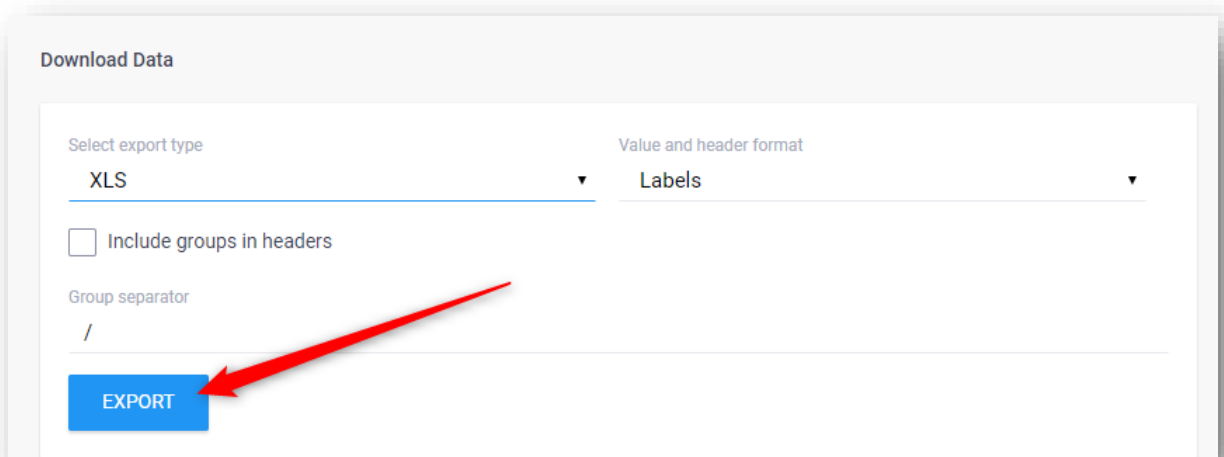 Download Data
Select export type
Value and header format
XLS
Labels
Include groups in headers
Group separator
/
EXPORT